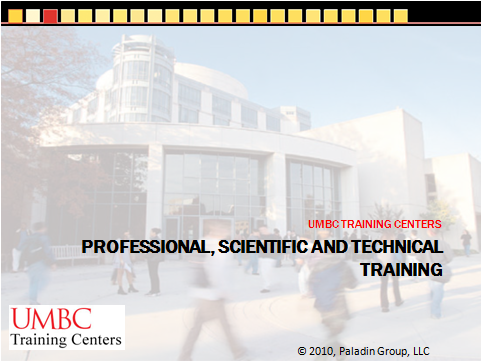 UMBC TRAINING CENTERS
PROFESSIONAL, SCIENTIFIC AND TECHNICAL
TRAINING
UMBC
Training Centers
© 2010, Paladin Group, LLC